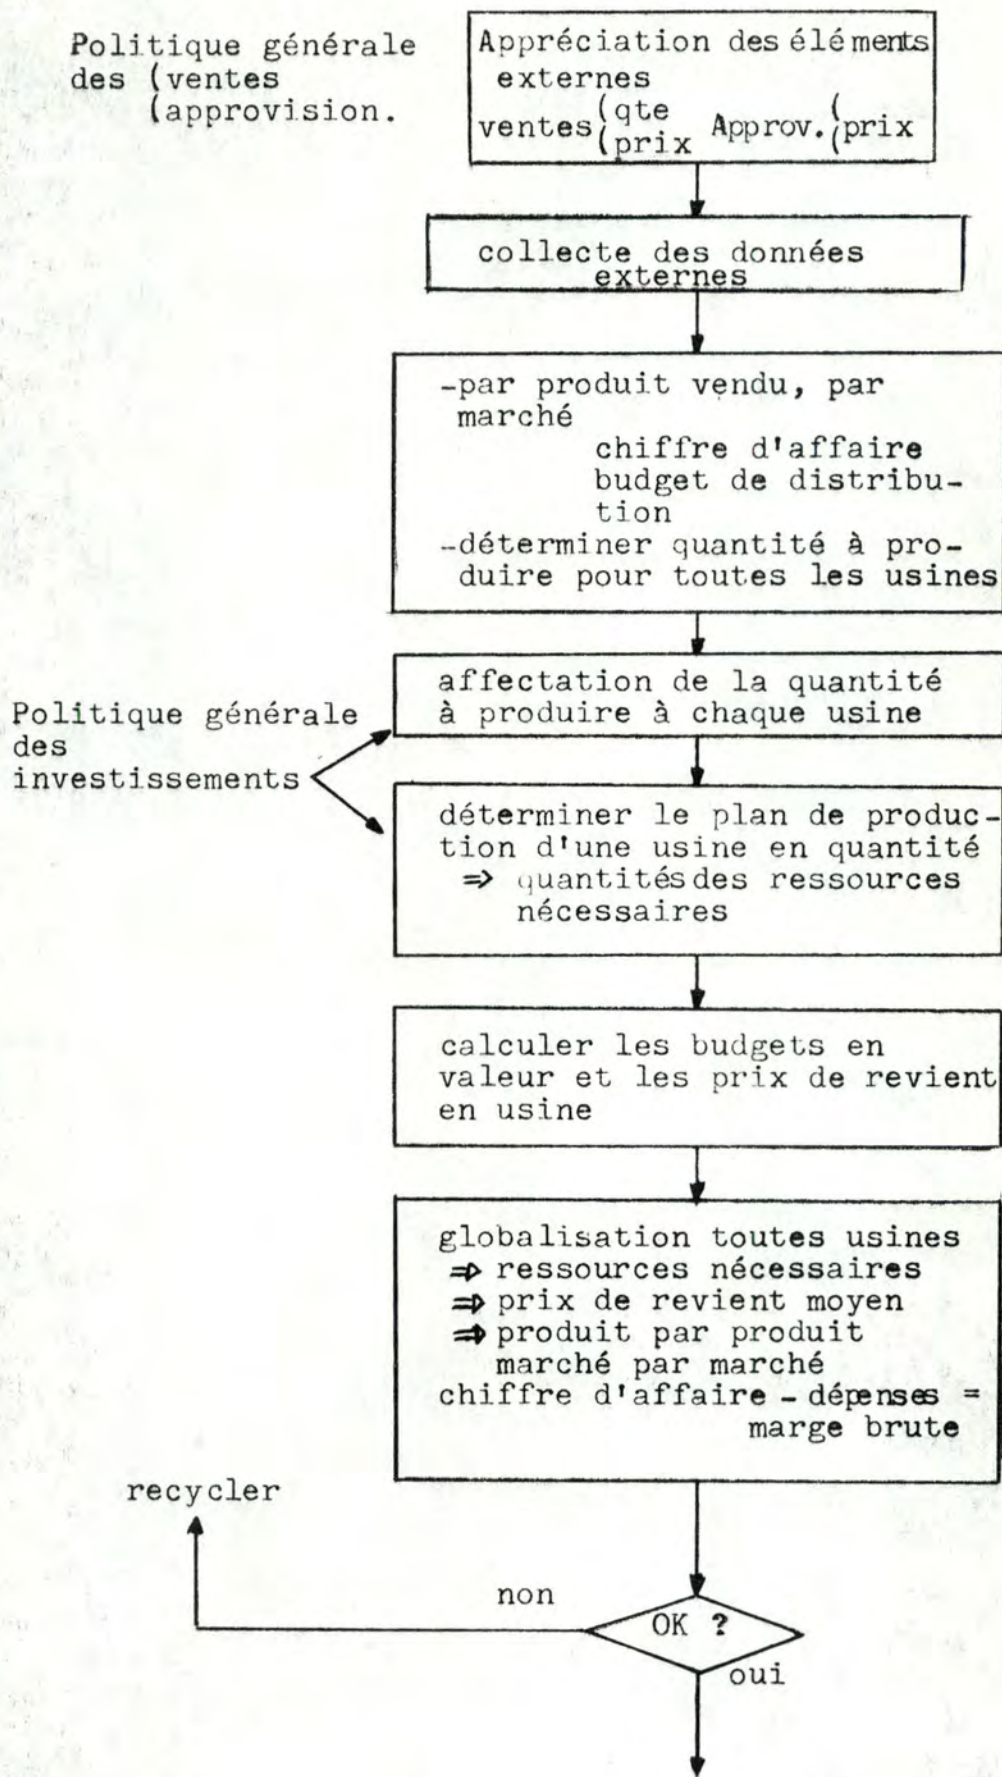 Politique générale
des (ventes
(approvision.
Appréciation des éléments
externes
ventes(qte Approv.(prix
(prix
collecte des données
externes
-par produit vendu, par
marché
chiffre d'affaire
budget de distribu-
tion
-déterminer quantité à pro-
duire pour toutes les usines
affectation de la quantité
à produire à chaque usine
Politique générale
des
investissements
déterminer le plan de produc-
tion d'une usine en quantité
⇒ quantités des ressources
nécessaires
calculer les budgets en
valeur et les prix de revient
en usine
globalisation toutes usines
⇒ ressources nécessaires
⇒ prix de revient moyen
⇒ produit par produit
marché par marché
chiffre d'affaire - dépenses =
marge brute
recycler
non
OK ?
oui